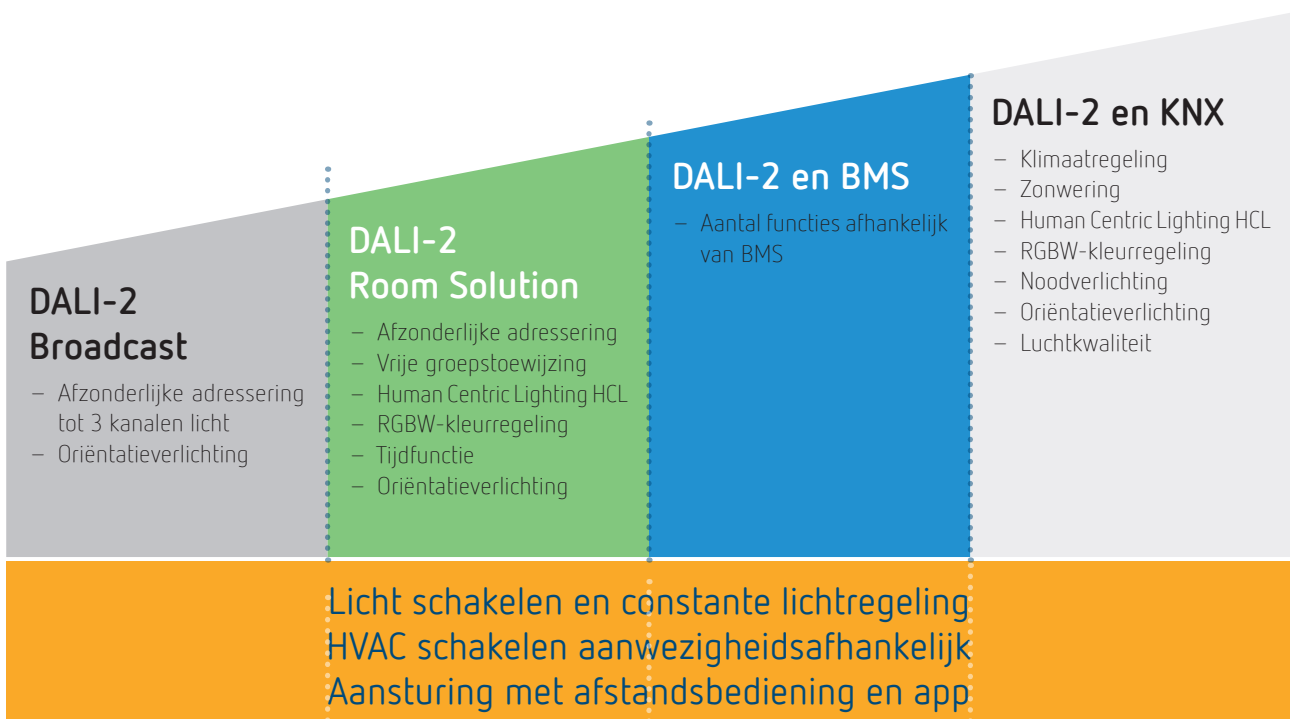 DALI-2
Broadcast
– Afzonderlijke adressering
tot 3 kanalen licht
– Oriëntatieverlichting
DALI-2
Room Solution
– Afzonderlijke adressering
– Vrije groepstoewijzing
– Human Centric Lighting HCL
– RGBW-kleurregeling
– Tijdfunctie
– Oriëntatieverlichting
DALI-2 en BMS
– Aantal functies afhankelijk
van BMS
DALI-2 en KNX
– Klimaatregeling
– Zonwering
– Human Centric Lighting HCL
– RGBW-kleurregeling
– Noodverlichting
– Oriëntatieverlichting
– Luchtkwaliteit
Licht schakelen en constante lichtregeling
HVAC schakelen aanwezigheidsafhankelijk
Aansturing met afstandsbediening en app